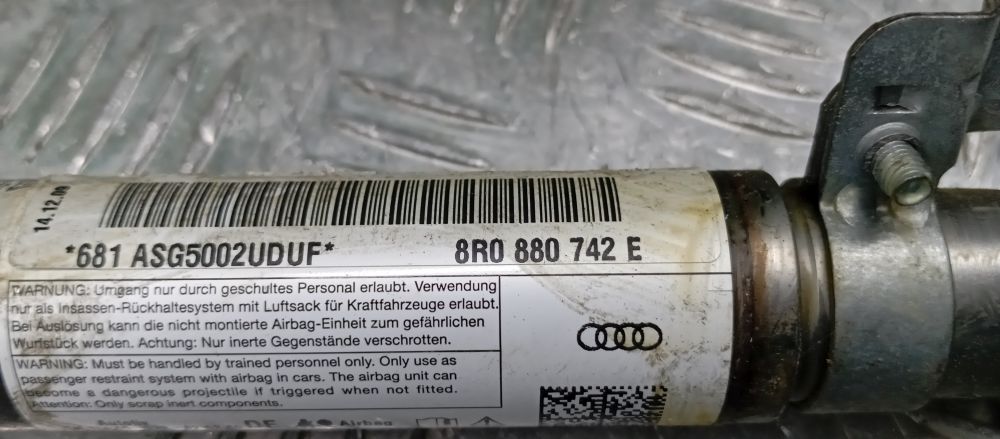 14.12.09
*681 ASG5002UDUF*
8R0 880 742 E
WARNUNG: Umgang nur durch geschultes Personal erlaubt. Verwendung
nur als Insassen-Rückhaltesystem mit Luftsack für Kraftfahrzeuge erlaubt.
Bei Auslösung kann die nicht montierte Airbag-Einheit zum gefährlichen
Wurfstück werden. Achtung: Nur inerte Gegenstände verschrotten.
WARNING: Must be handled by trained personnel only. Only use as
passenger restraint system with airbag in cars. The airbag unit can
become a dangerous projectile if triggered when not fitted.
Attention: Only scrap inert components.
Airbag